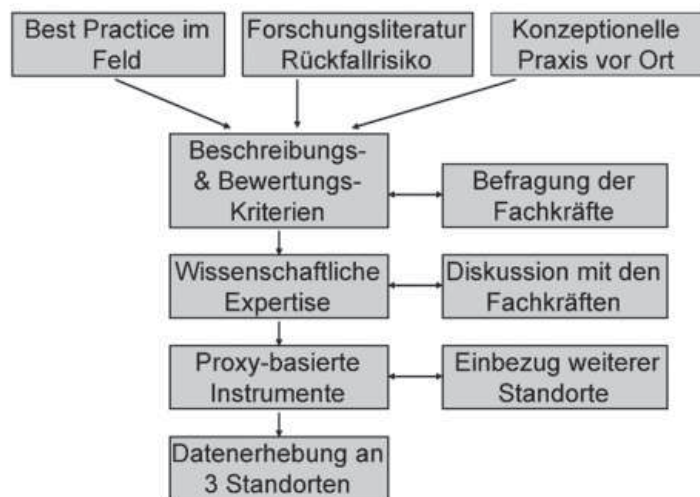 Best Practice im
Feld
Forschungsliteratur
Rückfallrisiko
Konzeptionelle
Praxis vor Ort
Beschreibungs-
& Bewertungs-
Kriterien
Befragung der
Fachkräfte
Wissenschaftliche
Expertise
Diskussion mit den
Fachkräften
Proxy-basierte
Instrumente
Einbezug weiterer
Standorte
Datenerhebung an
3 Standorten